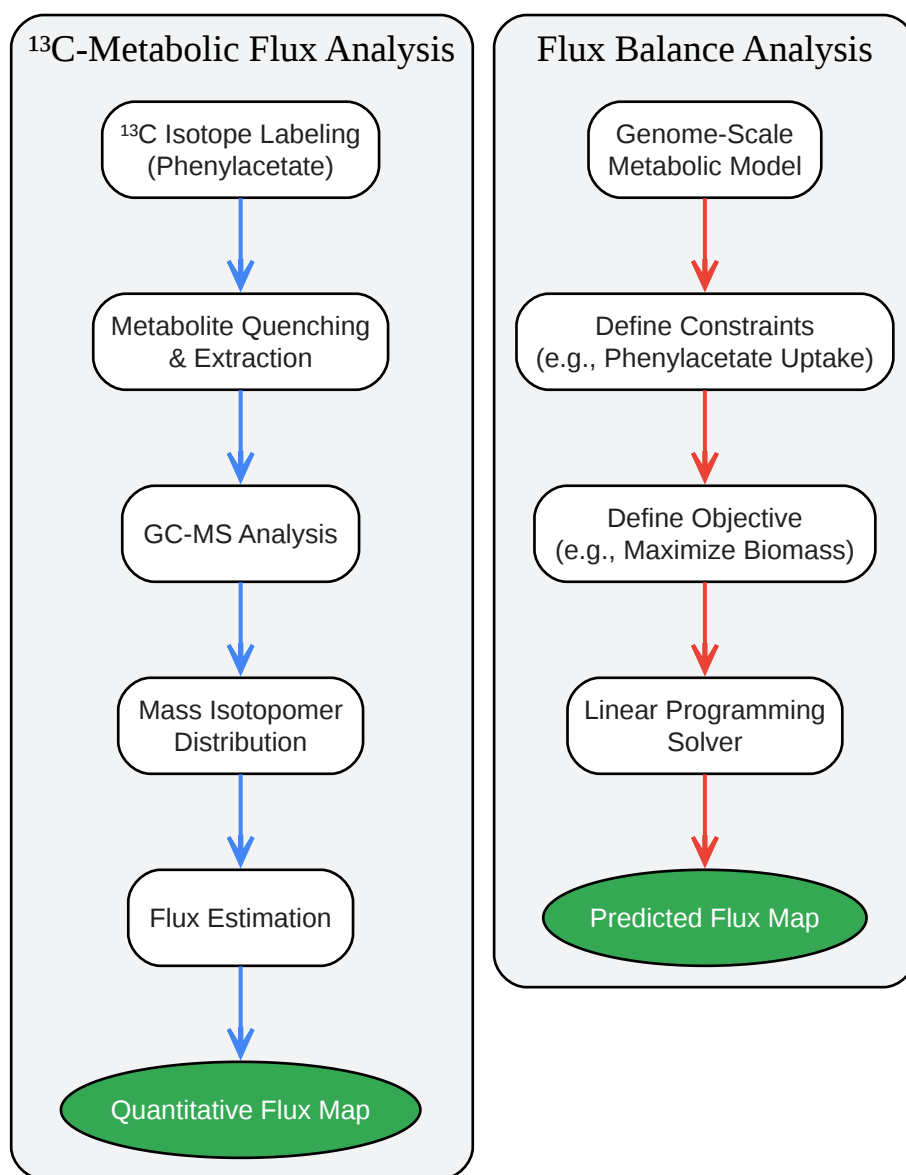 ¹³C-Metabolic Flux Analysis
¹³C Isotope Labeling
(Phenylacetate)
Metabolite Quenching
& Extraction
GC-MS Analysis
Mass Isotopomer
Distribution
Flux Estimation
Quantitative Flux Map
Flux Balance Analysis
Genome-Scale
Metabolic Model
Define Constraints
(e.g., Phenylacetate Uptake)
Define Objective
(e.g., Maximize Biomass)
Linear Programming
Solver
Predicted Flux Map